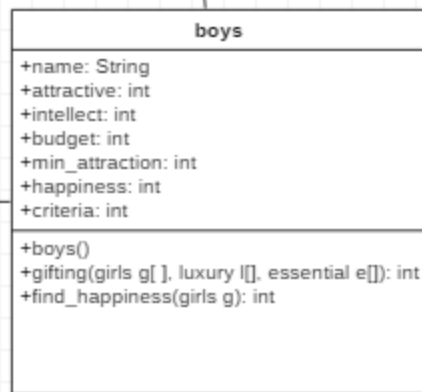 boys
+name: String
+attractive: int
+intellect: int
+budget: int
+min_attraction: int
+happiness: int
+criteria: int
+boys()
+gifting(girls g[ ], luxury l[], essential e[]): int
+find_happiness(girls g): int